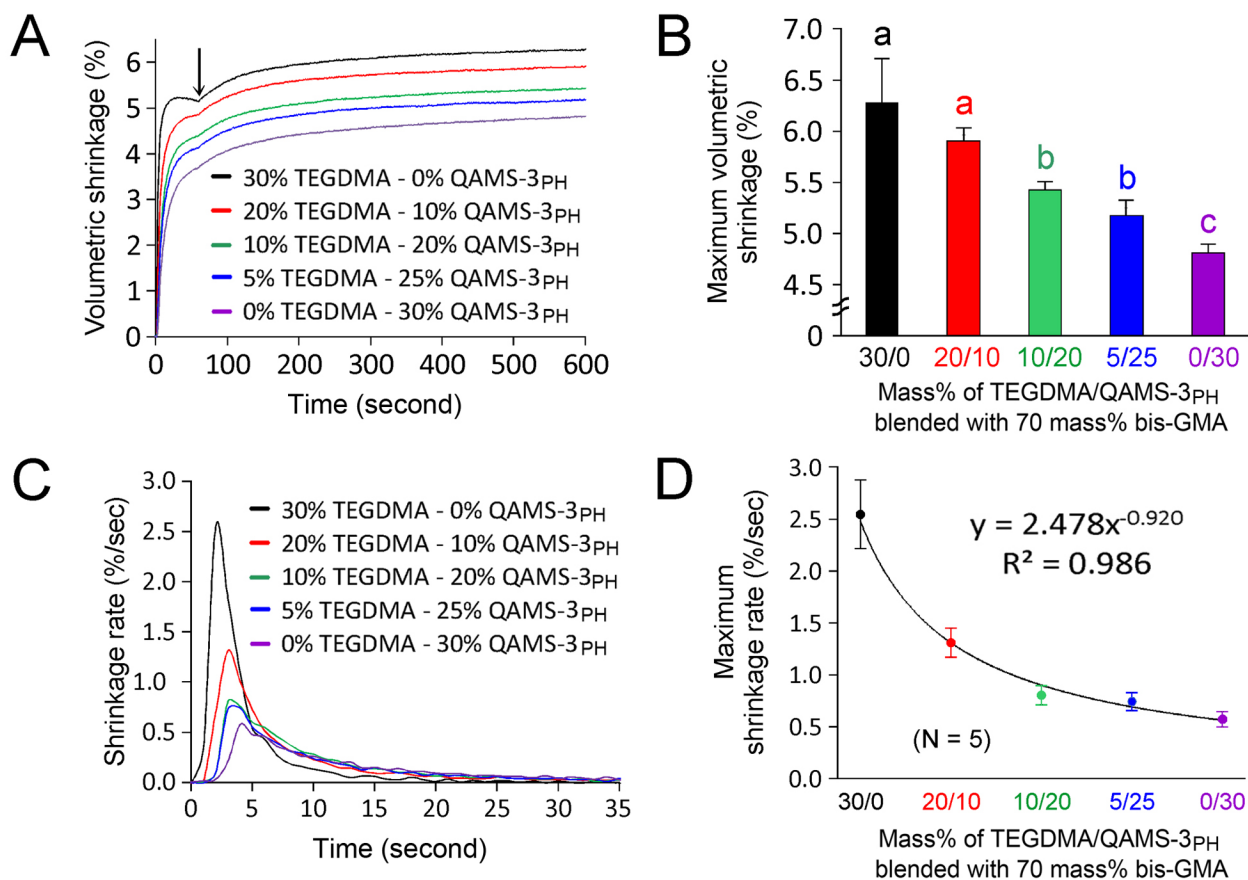 A
Volumetric shrinkage (%)
6
5
4
3
2
1
0
30% TEGDMA - 0% QAMS-3PH
20% TEGDMA - 10% QAMS-3PH
10% TEGDMA - 20% QAMS-3PH
5% TEGDMA - 25% QAMS-3PH
0% TEGDMA - 30% QAMS-3PH
0 100 200 300 400 500 600
Time (second)
B
Maximum volumetric
shrinkage (%)
7.0
6.5
6.0
5.5
5.0
4.5
0
a
a
b
b
c
30/0 20/10 10/20 5/25 0/30
Mass% of TEGDMA/QAMS-3PH
blended with 70 mass% bis-GMA
C
Shrinkage rate (%/sec)
3.0
2.5
2.0
1.5
1.0
0.5
0.0
30% TEGDMA - 0% QAMS-3PH
20% TEGDMA - 10% QAMS-3PH
10% TEGDMA - 20% QAMS-3PH
5% TEGDMA - 25% QAMS-3PH
0% TEGDMA - 30% QAMS-3PH
0 5 10 15 20 25 30 35
Time (second)
D
Maximum
shrinkage rate (%/sec)
3.0
2.5
2.0
1.5
1.0
0.5
0.0
y = 2.478x^-0.920
R² = 0.986
(N = 5)
30/0 20/10 10/20 5/25 0/30
Mass% of TEGDMA/QAMS-3PH
blended with 70 mass% bis-GMA